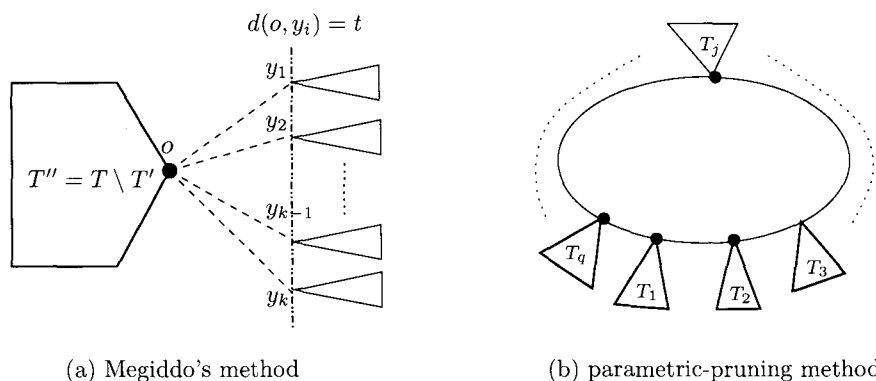 d(o, y_i) = t
y_1
y_2
o
T'' = T \ T'
y_{k-1}
y_k
(a) Megiddo's method
T_j
T_q
T_1
T_2
T_3
(b) parametric-pruning method